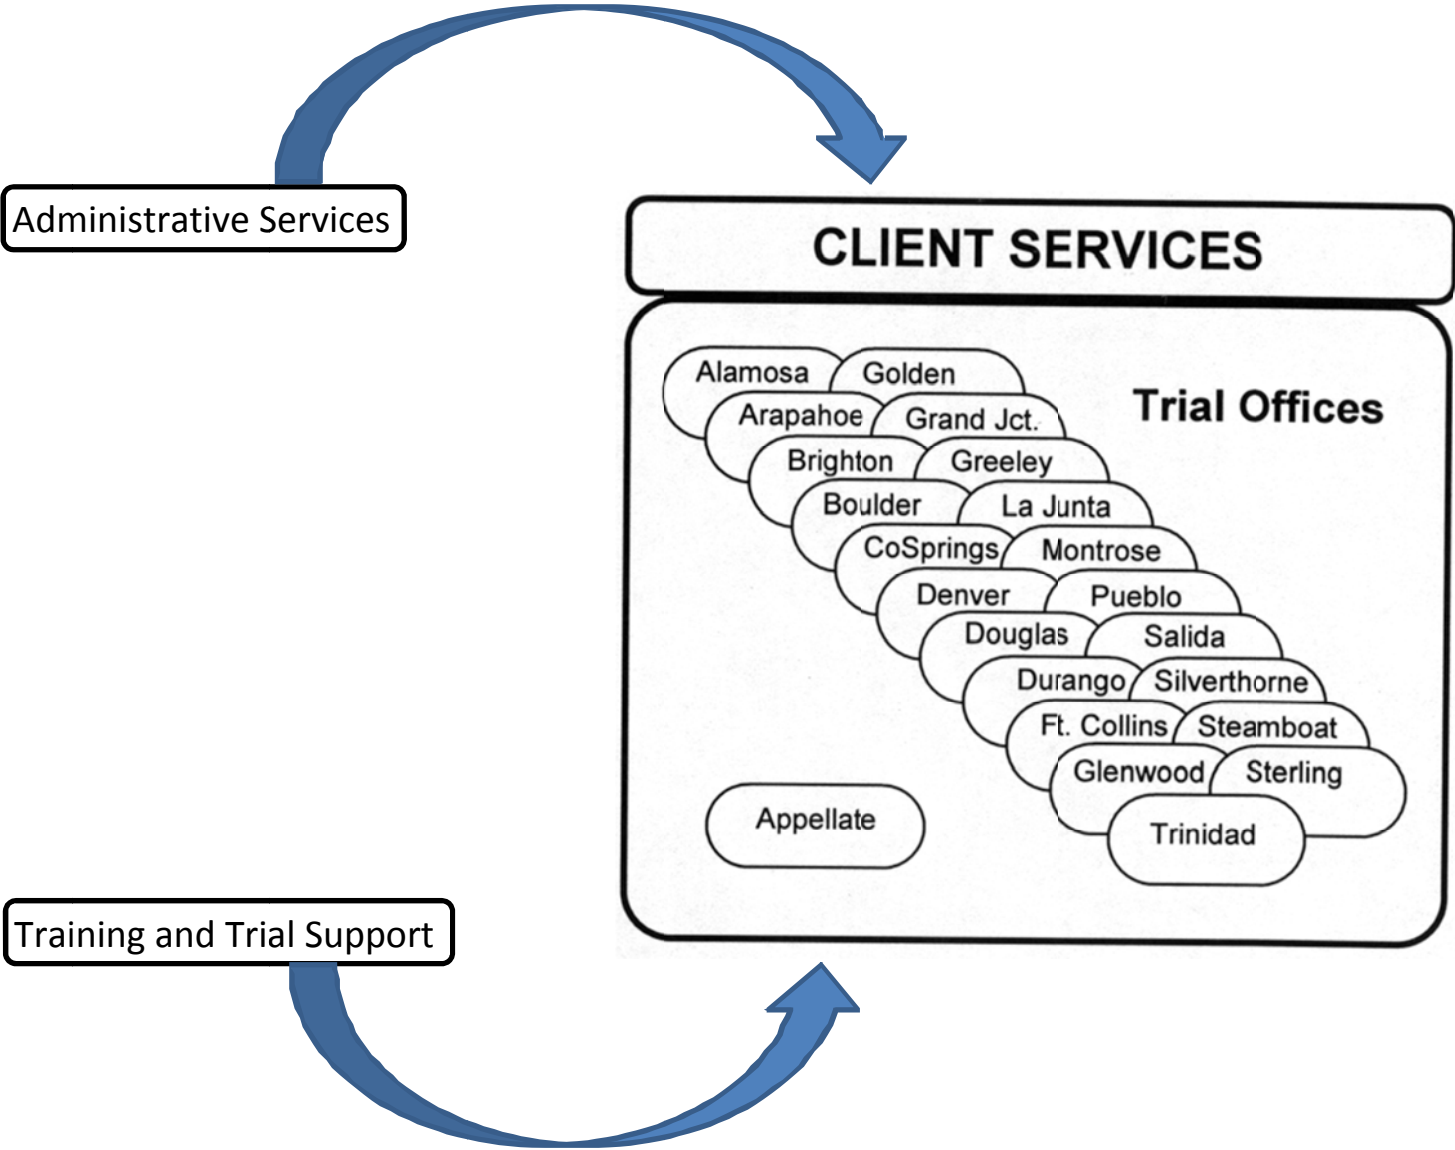 Administrative Services
CLIENT SERVICES
Trial Offices
Alamosa
Golden
Arapahoe
Grand Jct.
Brighton
Greeley
Boulder
La Junta
CoSprings
Montrose
Denver
Pueblo
Douglas
Salida
Durango
Silverthorne
Ft. Collins
Steamboat
Glenwood
Sterling
Trinidad
Appellate
Training and Trial Support